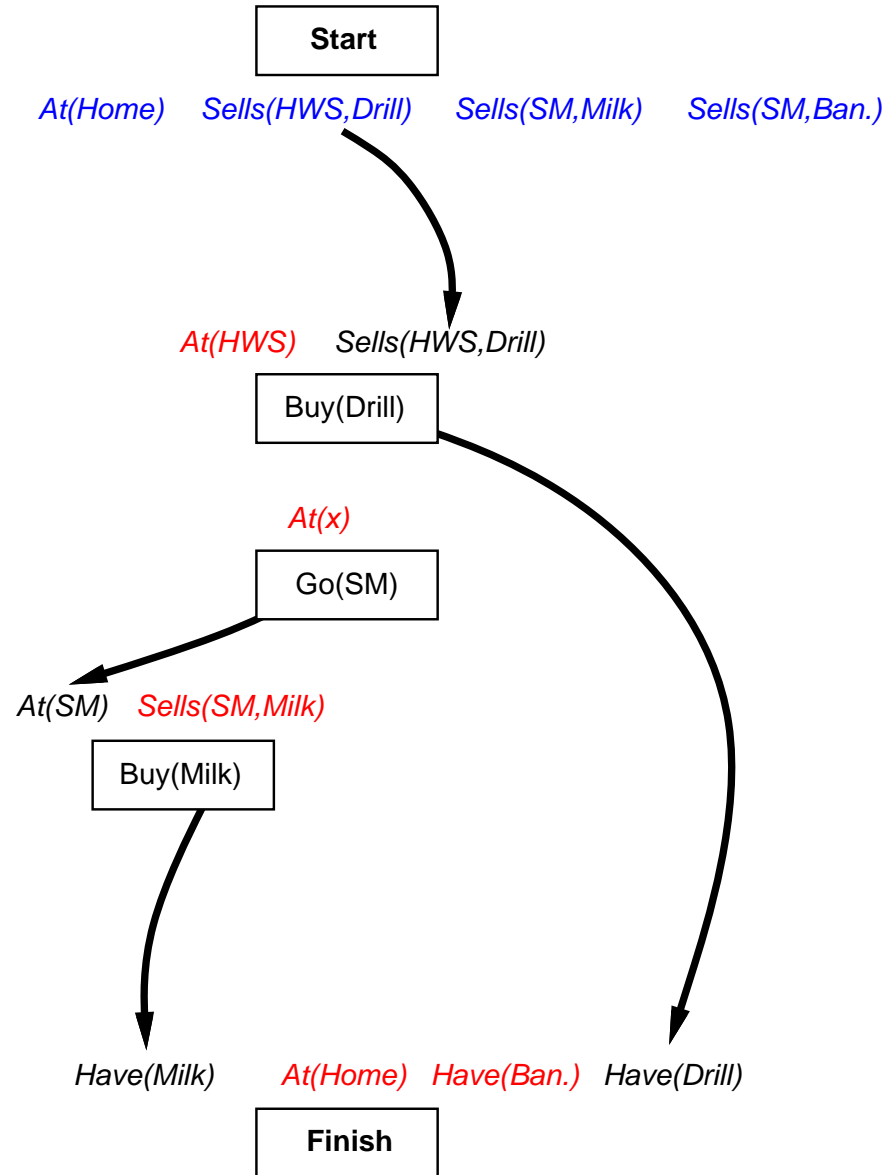 Start
At(Home) Sells(HWS,Drill) Sells(SM,Milk) Sells(SM,Ban.)
At(HWS) Sells(HWS,Drill)
Buy(Drill)
At(x)
Go(SM)
At(SM) Sells(SM,Milk)
Buy(Milk)
Have(Milk) At(Home) Have(Ban.) Have(Drill)
Finish